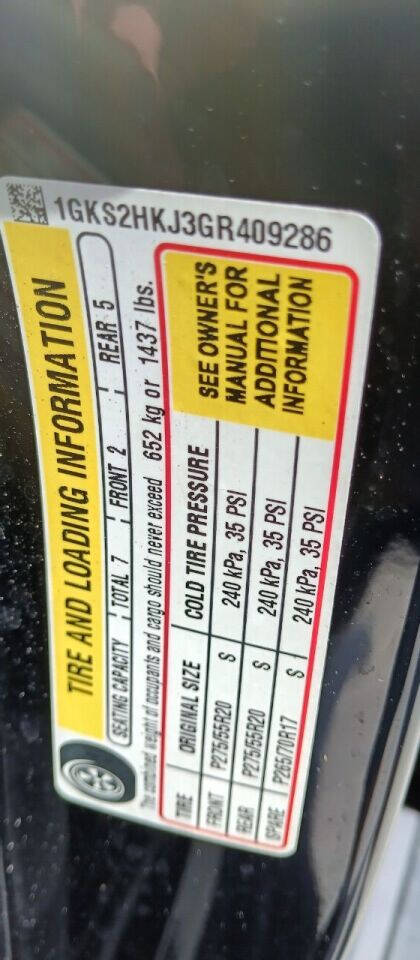 1GKS2HKJ3GR409286
TIRE AND LOADING INFORMATION
SEATING CAPACITY TOTAL 7 FRONT 2 REAR 5
The combined weight of occupants and cargo should never exceed 652 kg or 1437 lbs.
TIRE ORIGINAL SIZE COLD TIRE PRESSURE
FRONT P275/55R20 S 240 kPa, 35 PSI
REAR P275/55R20 S 240 kPa, 35 PSI
SPARE P265/70R17 S 240 kPa, 35 PSI
SEE OWNER'S
MANUAL FOR
ADDITIONAL
INFORMATION